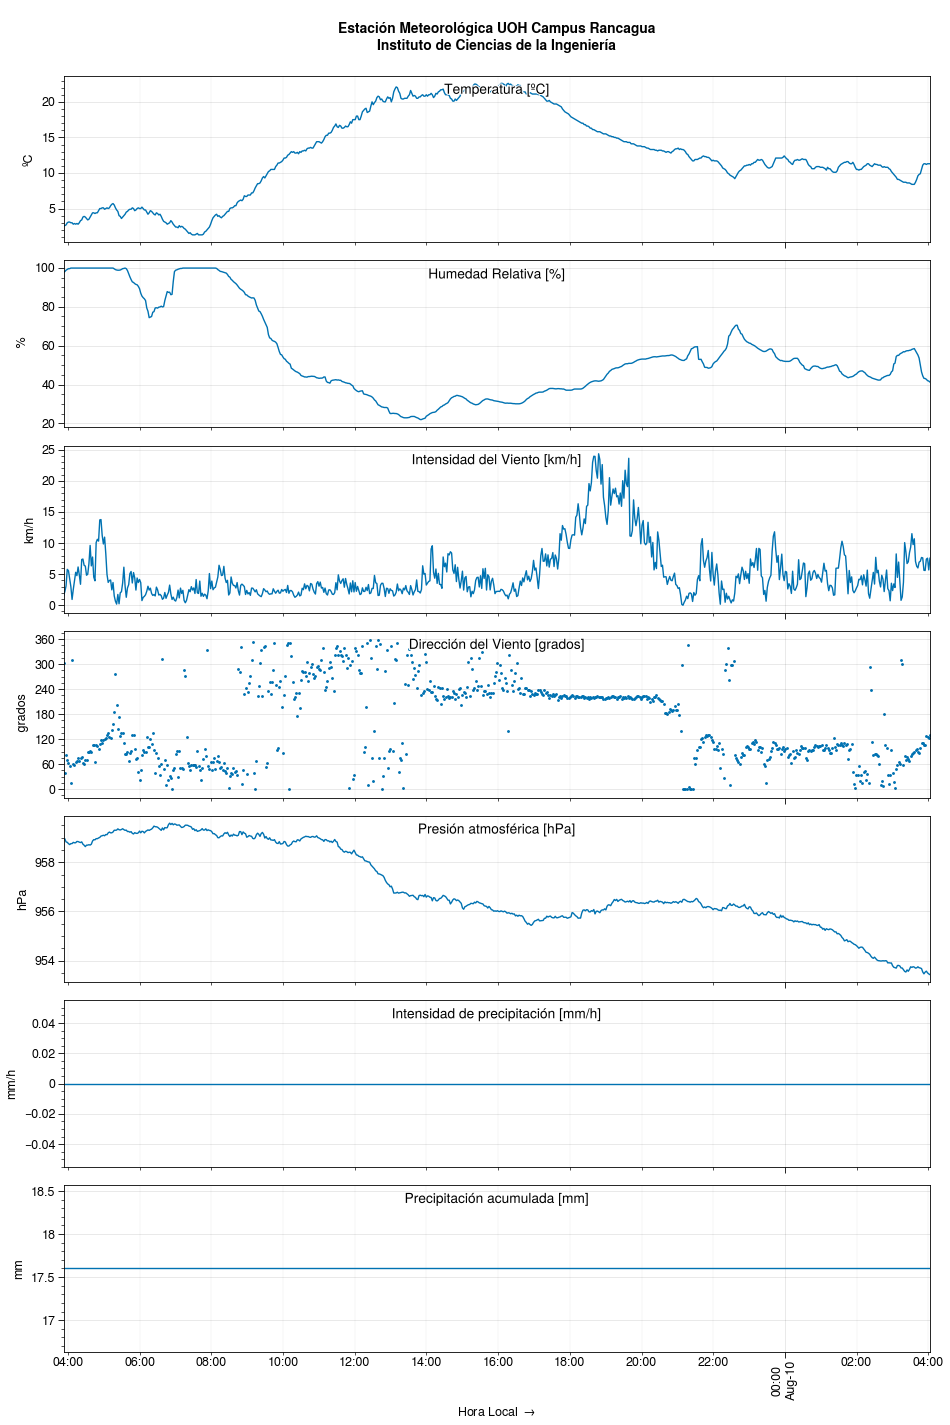 Estación Meteorológica UOH Campus Rancagua
Instituto de Ciencias de la Ingeniería
Temperatura [ºC]
ºC
20
15
10
5
Humedad Relativa [%]
%
100
80
60
40
20
Intensidad del Viento [km/h]
km/h
25
20
15
10
5
0
Dirección del Viento [grados]
grados
360
300
240
180
120
60
0
Presión atmosférica [hPa]
hPa
958
956
954
Intensidad de precipitación [mm/h]
mm/h
0.04
0.02
0
−0.02
−0.04
Precipitación acumulada [mm]
mm
18.5
18
17.5
17
04:00 06:00 08:00 10:00 12:00 14:00 16:00 18:00 20:00 22:00 00:00 02:00 04:00
Aug-10
Hora Local →